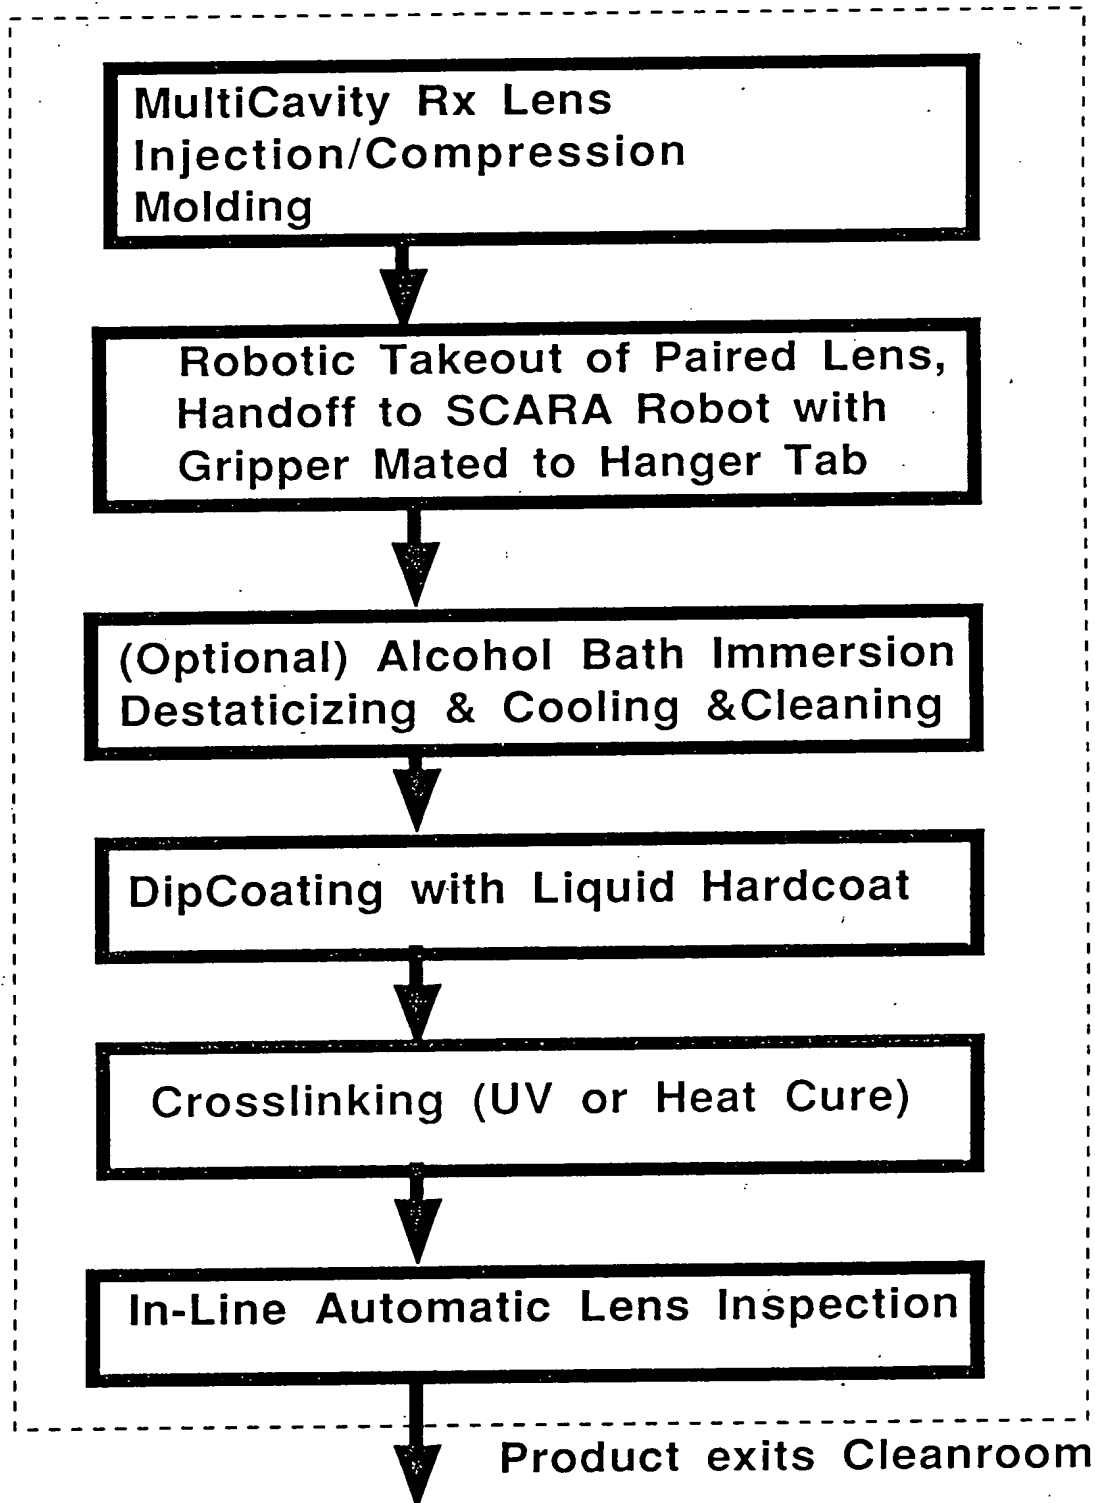 MultiCavity Rx Lens
Injection/Compression
Molding
Robotic Takeout of Paired Lens,
Handoff to SCARA Robot with
Gripper Mated to Hanger Tab
(Optional) Alcohol Bath Immersion
Destaticizing & Cooling &Cleaning
DipCoating with Liquid Hardcoat
Crosslinking (UV or Heat Cure)
In-Line Automatic Lens Inspection
Product exits Cleanroom